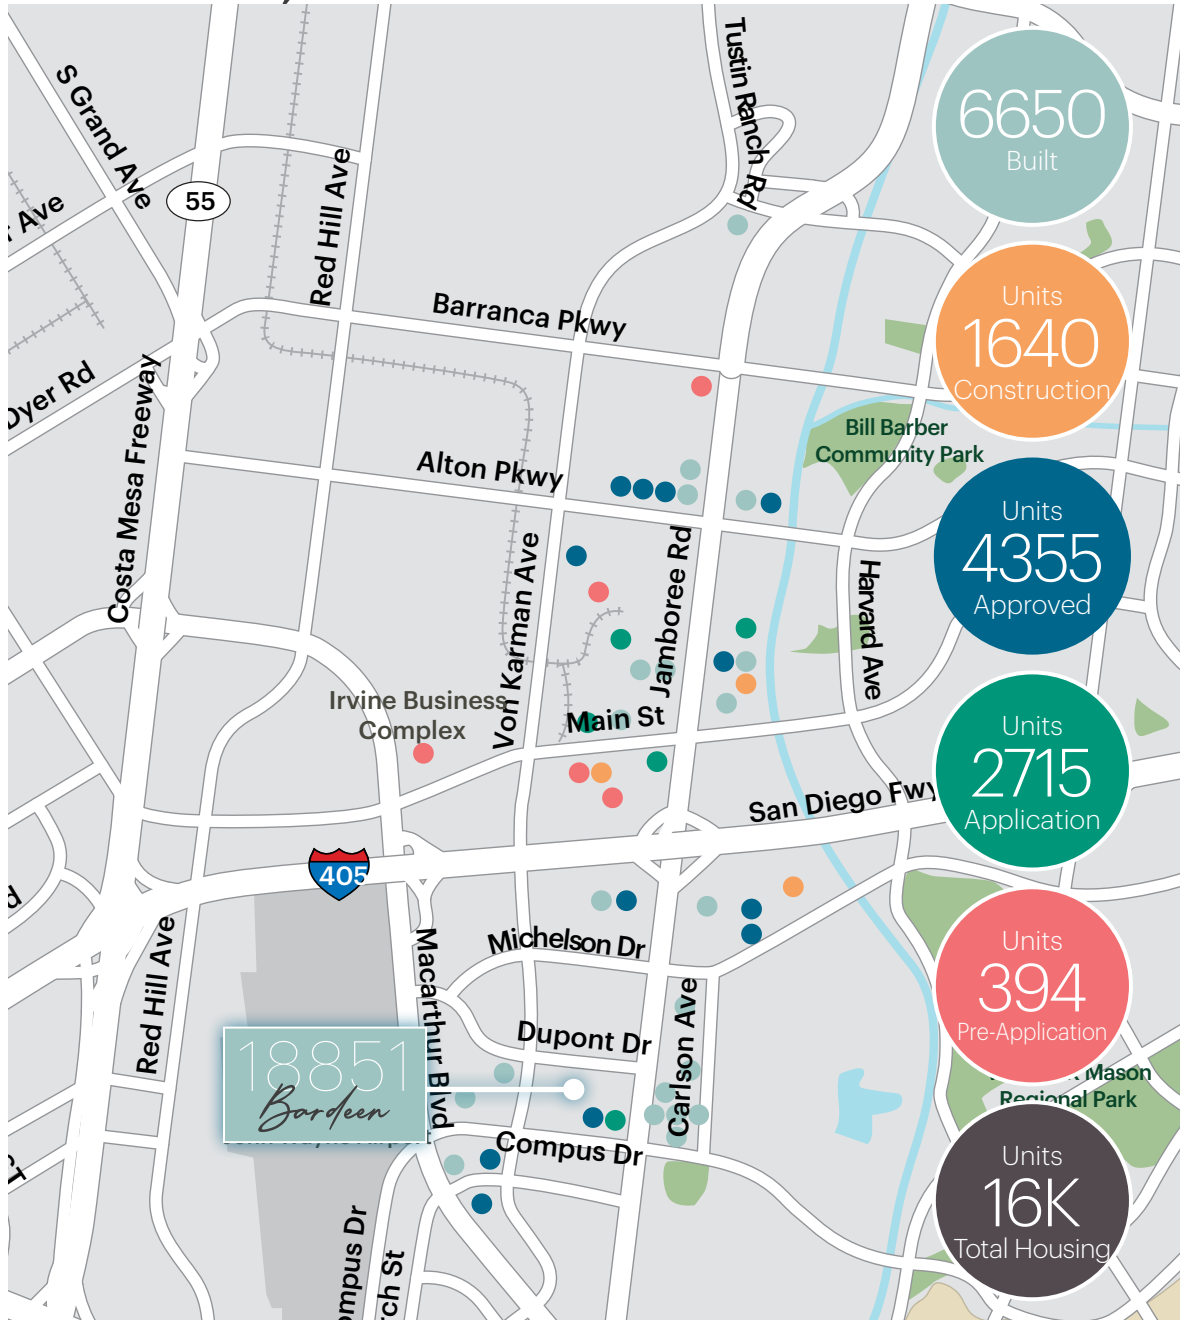 Tustin Ranch Rd
S Grand Ave
Ave
55
Red Hill Ave
6650
Built
Barranca Pkwy
Units
1640
Construction
Dyer Rd
Costa Mesa Freeway
Alton Pkwy
Bill Barber
Community Park
Units
4355
Approved
Von Karman Ave
Jamboree Rd
Harvard Ave
Irvine Business
Complex
Main St
Units
2715
Application
San Diego Fwy
405
Red Hill Ave
Macarthur Blvd
Michelson Dr
Units
394
Pre-Application
Dupont Dr
Carlson Ave
18851
Bardeen
Mason
Regional Park
Compus Dr
Units
16K
Total Housing
ompus Dr
rch St